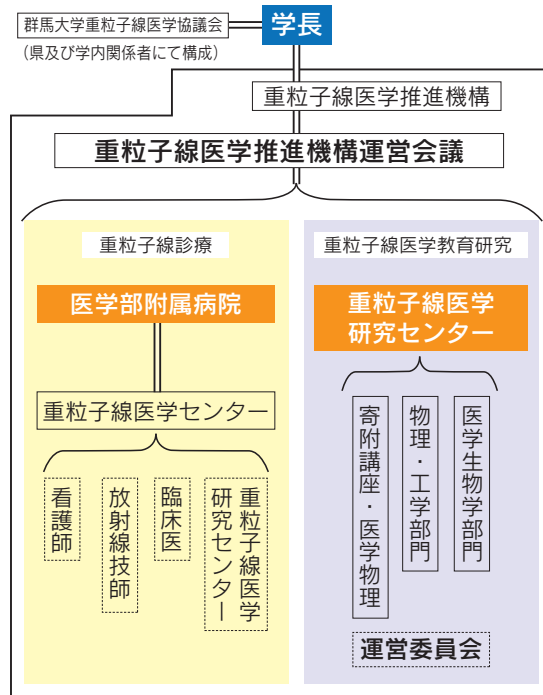 群馬大学重粒子線医学協議会
（県及び学内関係者にて構成）
学長
重粒子線医学推進機構
重粒子線医学推進機構運営会議
重粒子線診療
医学部附属病院
重粒子線医学センター
看護師
放射線技師
臨床医
重粒子線医学
研究センター
重粒子線医学教育研究
重粒子線医学
研究センター
寄附講座・医学物理
物理・工学部門
医学生物学部門
運営委員会